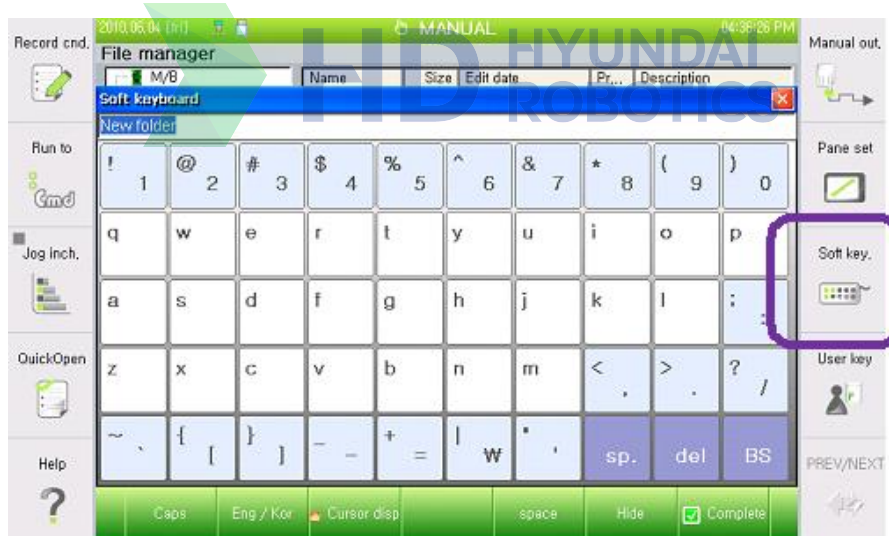 2010, 06, 04 (fri) MANUAL 04:36:26 PM
HYUNDAI
ROBOTICS
Record cnd.
Run to
Cmd
Jog inch.
QuickOpen
Help
?
File manager
M/B
Name Size Edit date Pr... Description
Soft keyboard
New folder
! 1 @ 2 # 3 $ 4 % 5 ^ 6 & 7 * 8 ( 9 ) 0
q w e r t y u i o p
a s d f g h j k l ; :
z x c v b n m < , > . ? /
~ ` { [ } ] _ - + = | ₩ " ' sp. del BS
Caps Eng / Kor Cursor disp space Hide Complete
Manual out.
Pane set
Soft key.
User key
PREV/NEXT